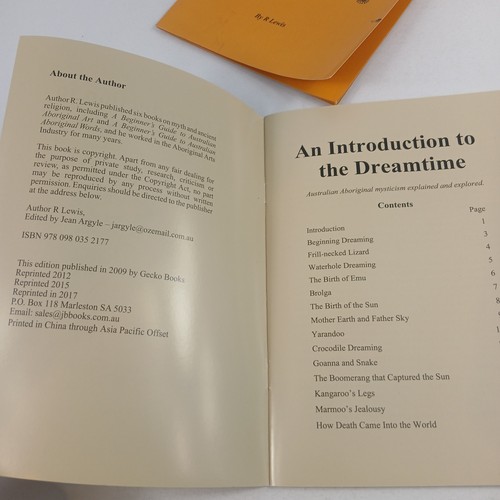 By R Lewis
About the Author
Author R. Lewis published six books on myth and ancient
religion, including A Beginner's Guide to Australian
Aboriginal Art and A Beginner's Guide to Australian
Aboriginal Words, and he worked in the Aboriginal Arts
Industry for many years.
This book is copyright. Apart from any fair dealing for
the purpose of private study, research, criticism or
review, as permitted under the Copyright Act, no part
may be reproduced by any process without written
permission. Enquiries should be directed to the publisher
at the address below.
Author R Lewis,
Edited by Jean Argyle – jargyle@ozemail.com.au
ISBN 978 098 035 2177
This edition published in 2009 by Gecko Books
Reprinted 2012
Reprinted 2015
Reprinted in 2017
P.O. Box 118 Marleston SA 5033
Email: sales@jbbooks.com.au
Printed in China through Asia Pacific Offset
An Introduction to
the Dreamtime
Australian Aboriginal mysticism explained and explored.
Contents
Page
Introduction 1
Beginning Dreaming 3
Frill-necked Lizard 4
Waterhole Dreaming 5
The Birth of Emu 6
Brolga 7
The Birth of the Sun 8
Mother Earth and Father Sky
Yarandoo
Crocodile Dreaming
Goanna and Snake
The Boomerang that Captured the Sun
Kangaroo's Legs
Marmoo's Jealousy
How Death Came Into the World